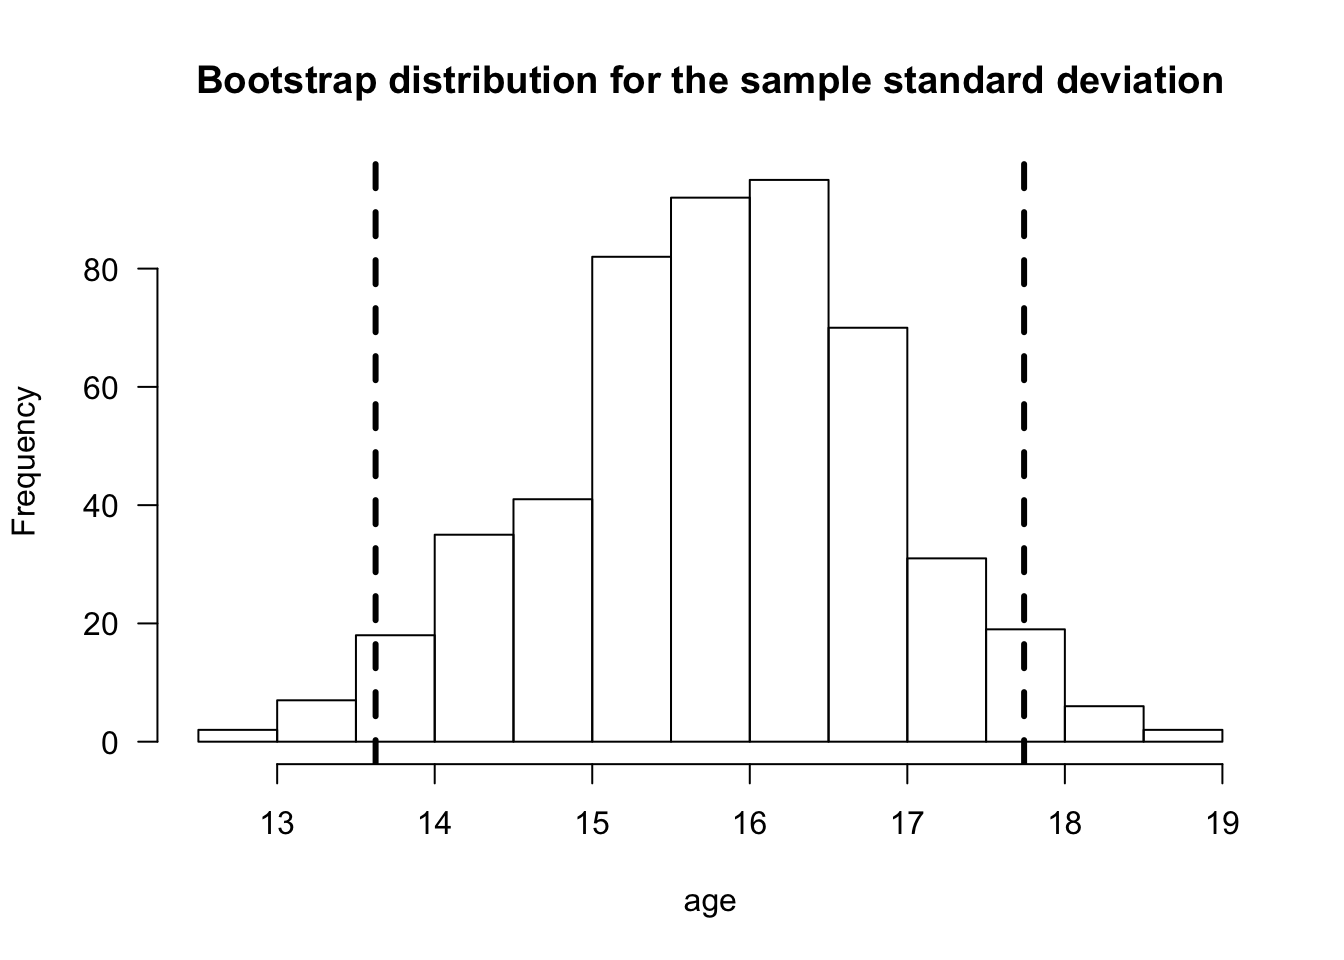 Bootstrap distribution for the sample standard deviation
80
60
40
20
0
Frequency
13 14 15 16 17 18 19
age